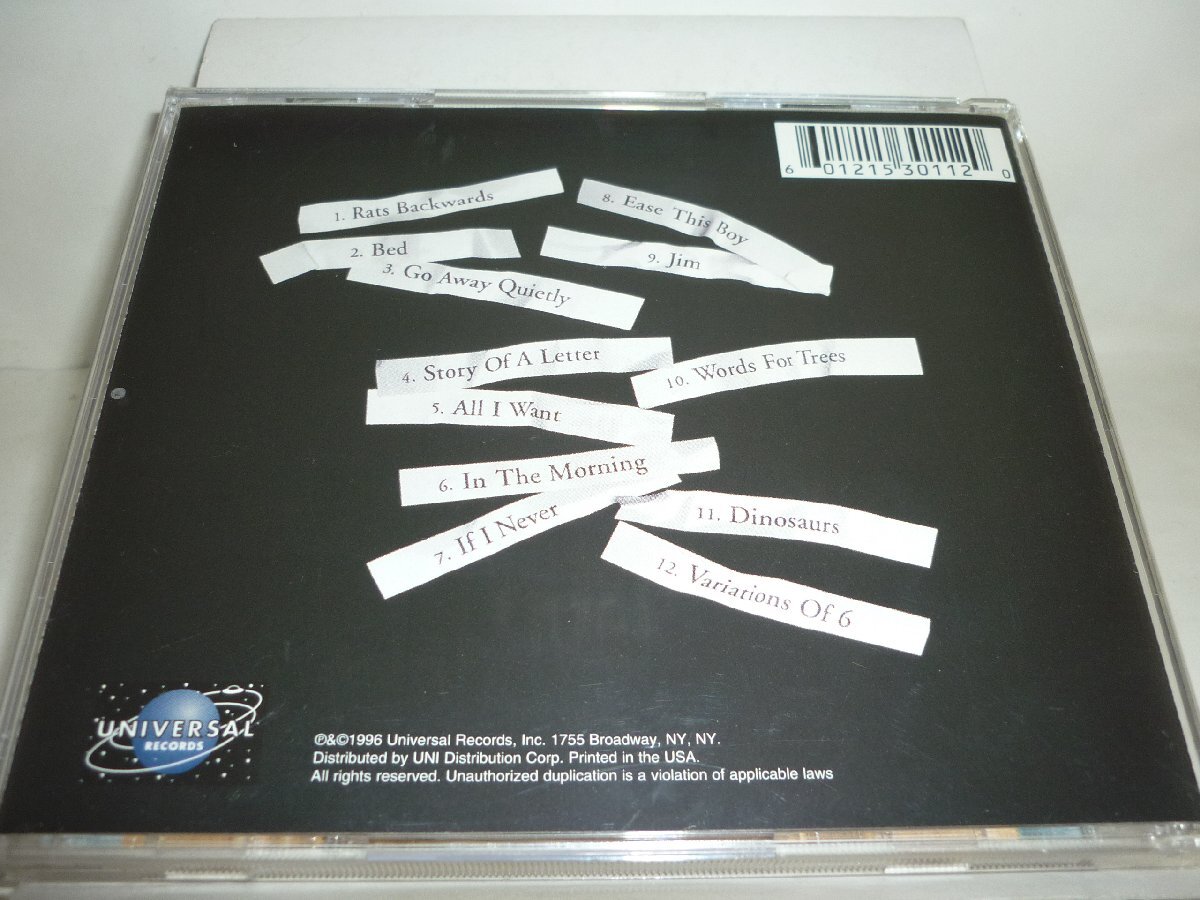 6 01215 30112 0
1. Rats Backwards
2. Bed
3. Go Away Quietly
4. Story Of A Letter
5. All I Want
6. In The Morning
7. If I Never
8. Ease This Boy
9. Jim
10. Words For Trees
11. Dinosaurs
12. Variations Of 6
UNIVERSAL
RECORDS
℗&©1996 Universal Records, Inc. 1755 Broadway, NY, NY.
Distributed by UNI Distribution Corp. Printed in the USA.
All rights reserved. Unauthorized duplication is a violation of applicable laws